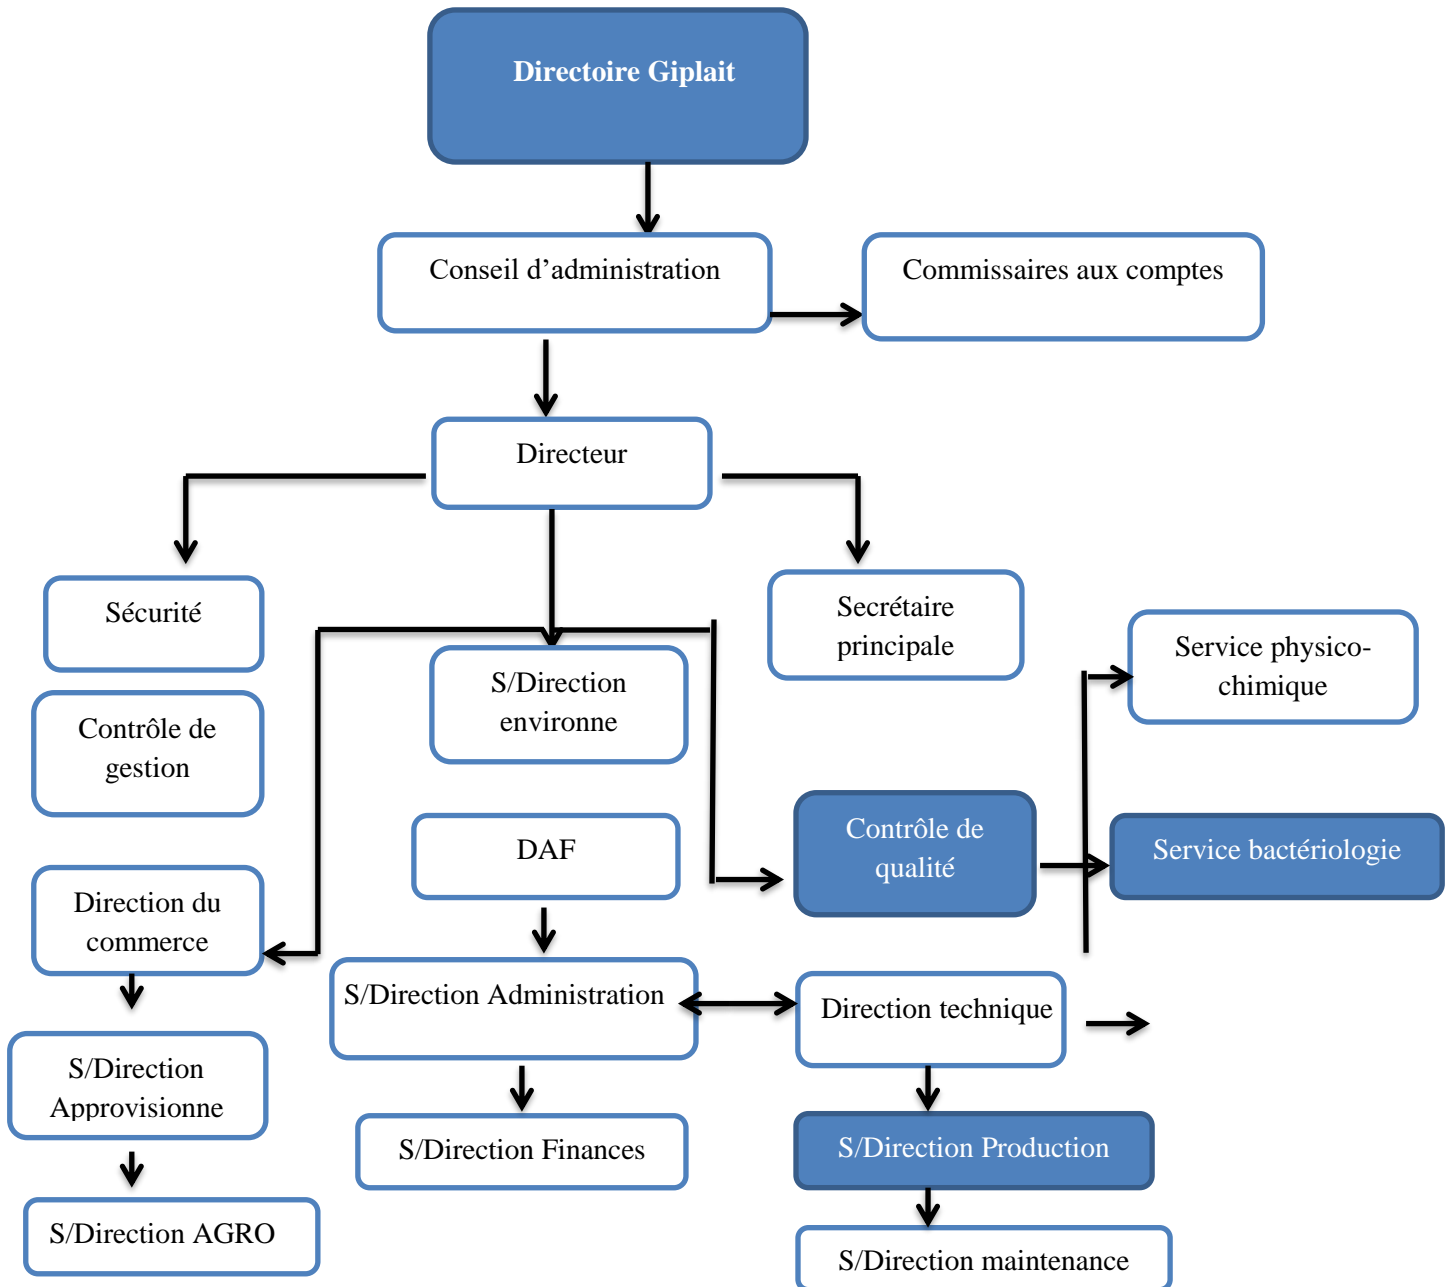 Directoire Giplait
Conseil d’administration
Commissaires aux comptes
Directeur
Sécurité
Secrétaire
principale
Service physico-
chimique
S/Direction
environne
Contrôle de
gestion
DAF
Contrôle de
qualité
Service bactériologie
Direction du
commerce
S/Direction Administration
Direction technique
S/Direction
Approvisionne
S/Direction Finances
S/Direction Production
S/Direction AGRO
S/Direction maintenance